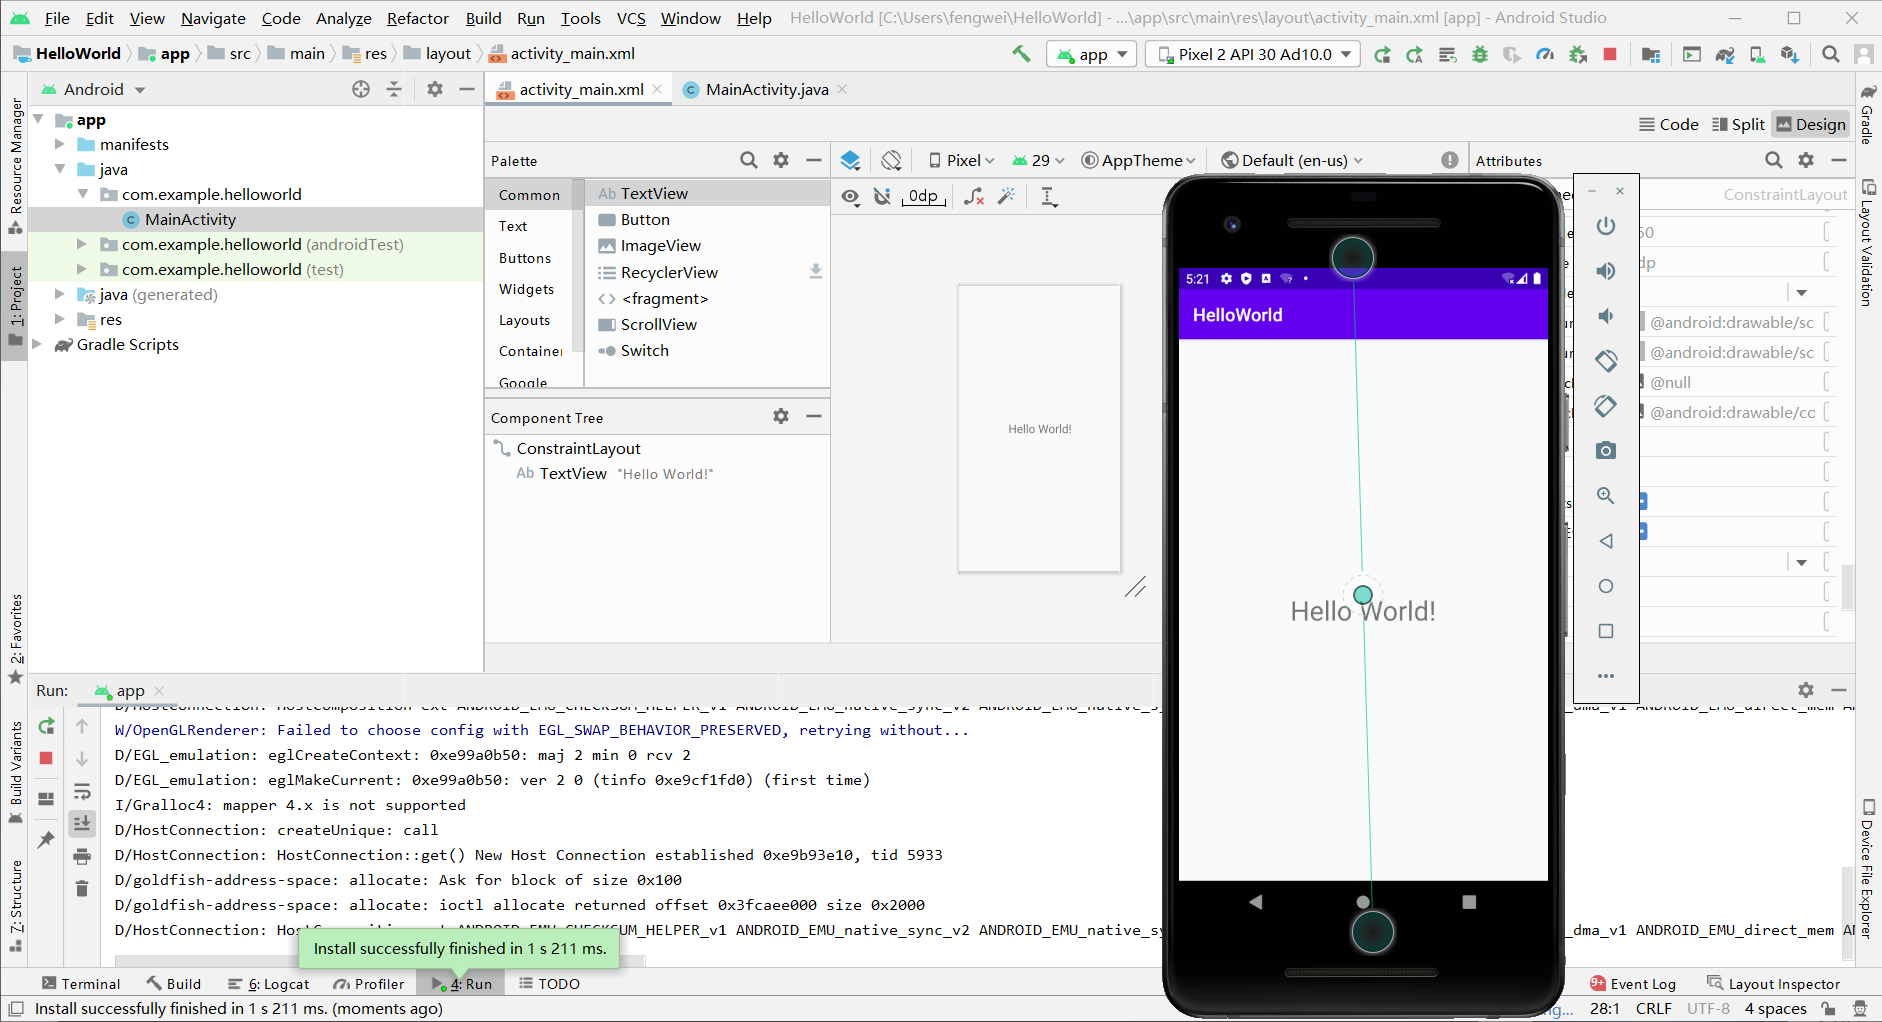 File Edit View Navigate Code Analyze Refactor Build Run Tools VCS Window Help HelloWorld [C:\Users\fengwei\HelloWorld] - ...\app\src\main\res\layout\activity_main.xml [app] - Android Studio
HelloWorld app src main res layout activity_main.xml app Pixel 2 API 30 Ad10.0
Android activity_main.xml MainActivity.java
Code Split Design
Resource Manager
1: Project
2: Favorites
Build Variants
7: Structure
app
manifests
java
com.example.helloworld
MainActivity
com.example.helloworld (androidTest)
com.example.helloworld (test)
java (generated)
res
Gradle Scripts
Palette
Common
Text
Buttons
Widgets
Layouts
Google
Ab TextView
Button
ImageView
RecyclerView
<fragment>
ScrollView
Switch
Component Tree
ConstraintLayout
Ab TextView "Hello World!"
Pixel 29 AppTheme Default (en-us)
0dp
Hello World!
Attributes
ConstraintLayout
@android:drawable/sc
@android:drawable/sc
@null
@android:drawable/co
5:21
HelloWorld
Hello World!
Gradle
Layout Validation
Device File Explorer
Run: app
W/OpenGLRenderer: Failed to choose config with EGL_SWAP_BEHAVIOR_PRESERVED, retrying without...
D/EGL_emulation: eglCreateContext: 0xe99a0b50: maj 2 min 0 rcv 2
D/EGL_emulation: eglMakeCurrent: 0xe99a0b50: ver 2 0 (tinfo 0xe9cf1fd0) (first time)
I/Gralloc4: mapper 4.x is not supported
D/HostConnection: createUnique: call
D/HostConnection: HostConnection::get() New Host Connection established 0xe9b93e10, tid 5933
D/goldfish-address-space: allocate: Ask for block of size 0x100
D/goldfish-address-space: allocate: ioctl allocate returned offset 0x3fcaee000 size 0x2000
D/HostConnection: ANDROID_EMU_native_sync_v2 _dma_v1 ANDROID_EMU_direct_mem
Install successfully finished in 1 s 211 ms.
Terminal Build 6: Logcat Profiler 4: Run TODO 9+ Event Log Layout Inspector
Install successfully finished in 1 s 211 ms. (moments ago) 28:1 CRLF UTF-8 4 spaces